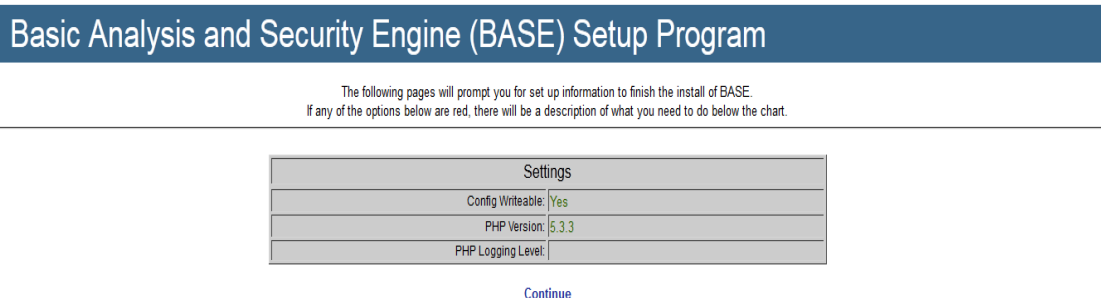 Basic Analysis and Security Engine (BASE) Setup Program
The following pages will prompt you for set up information to finish the install of BASE.
If any of the options below are red, there will be a description of what you need to do below the chart.
Settings
Config Writeable: Yes
PHP Version: 5.3.3
PHP Logging Level:
Continue